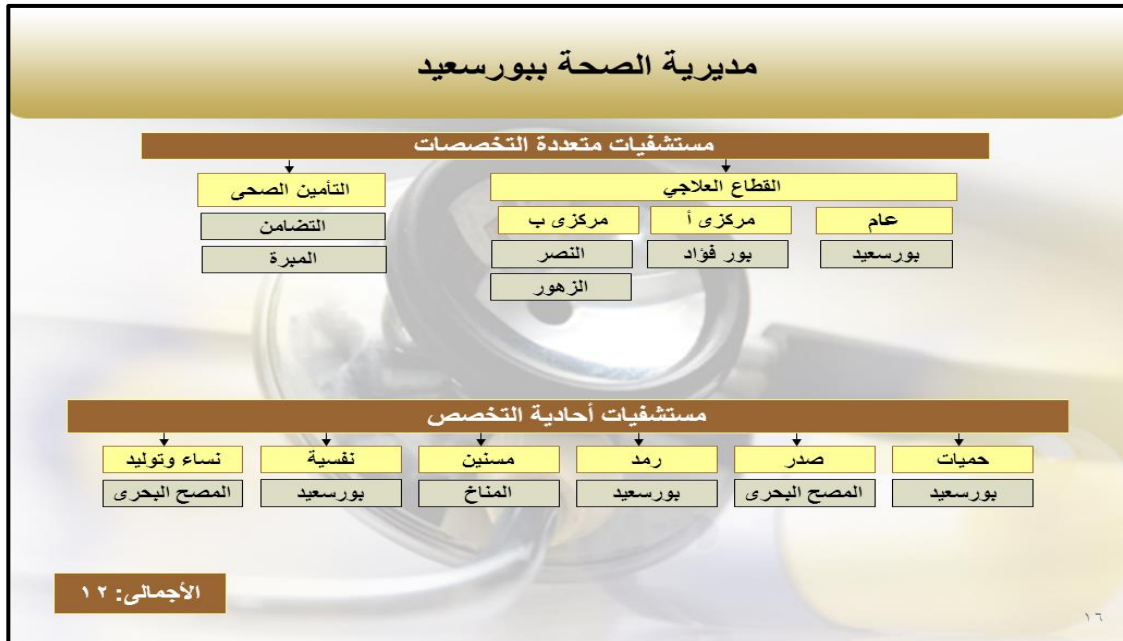 مديرية الصحة ببورسعيد
مستشفيات متعددة التخصصات
القطاع العلاجي
التأمين الصحى
عام
مركزى أ
مركزى ب
التضامن
بورسعيد
بور فؤاد
النصر
المبرة
الزهور
مستشفيات أحادية التخصص
حميات
صدر
رمد
مسنين
نفسية
نساء وتوليد
بورسعيد
المصح البحرى
بورسعيد
المناخ
بورسعيد
المصح البحرى
الأجمالى: ١٢
١٦